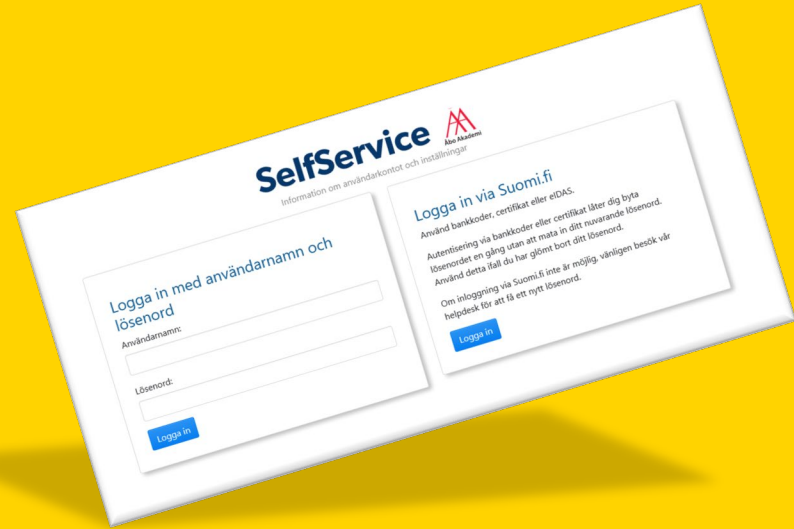 SelfService
Åbo Akademi
Information om användarkontot och inställningar
Logga in med användarnamn och
lösenord
Användarnamn:
Lösenord:
Logga in
Logga in via Suomi.fi
Använd bankkoder, certifikat eller eIDAS.
Autentisering via bankkoder eller certifikat låter dig byta
lösenordet en gång utan att mata in ditt nuvarande lösenord.
Använd detta ifall du har glömt bort ditt lösenord.
Om inloggning via Suomi.fi inte är möjlig, vänligen besök vår
helpdesk för att få ett nytt lösenord.
Logga in